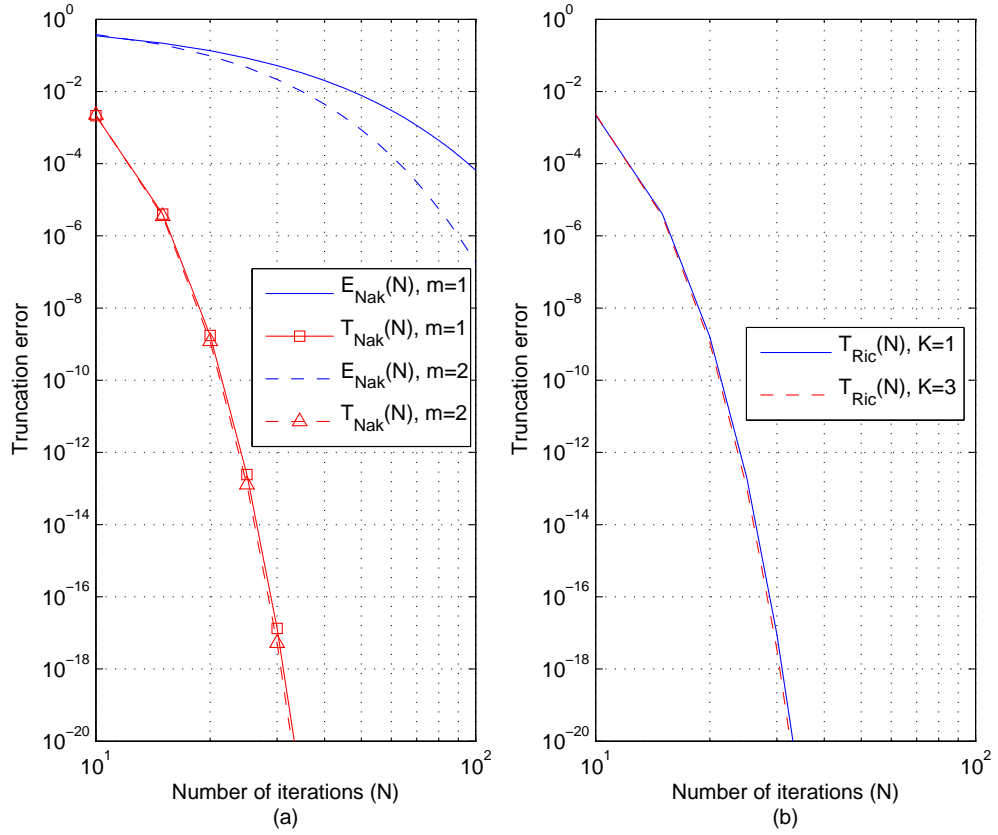 10^0
10^−2
10^−4
10^−6
10^−8
10^−10
10^−12
10^−14
10^−16
10^−18
10^−20
Truncation error
E_Nak(N), m=1
T_Nak(N), m=1
E_Nak(N), m=2
T_Nak(N), m=2
10^1
10^2
Number of iterions (N)
(a)
10^0
10^−2
10^−4
10^−6
10^−8
10^−10
10^−12
10^−14
10^−16
10^−18
10^−20
Truncation error
T_Ric(N), K=1
T_Ric(N), K=3
10^1
10^2
Number of iterions (N)
(b)